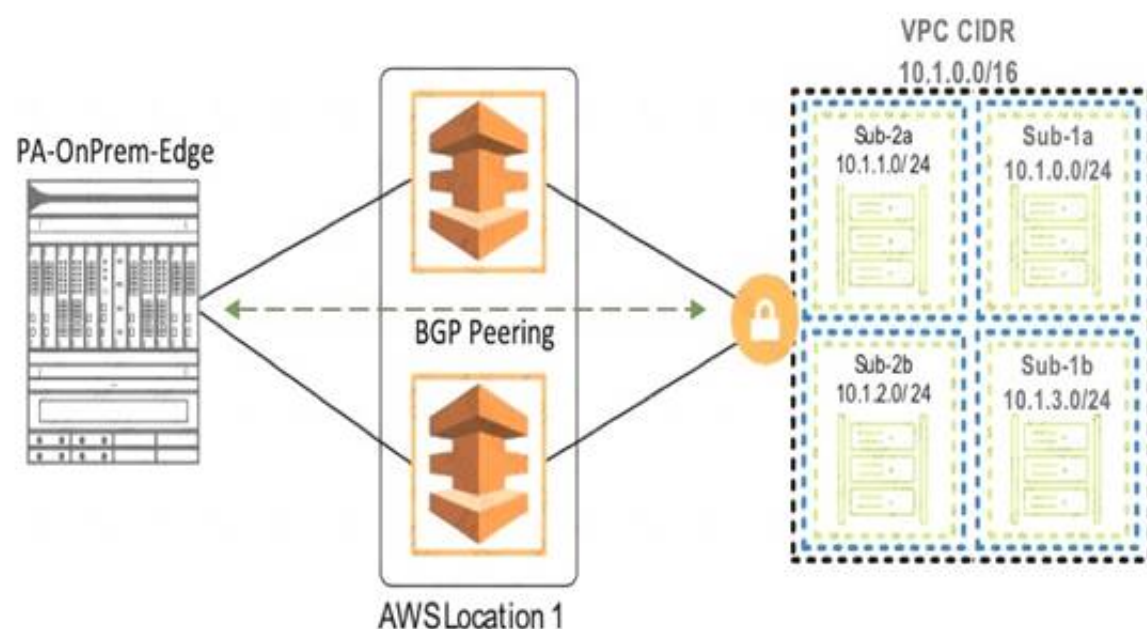 VPC CIDR
10.1.0.0/16
PA-OnPrem-Edge
Sub-2a
10.1.1.0/24
Sub-1a
10.1.0.0/24
BGP Peering
Sub-2b
10.1.2.0/24
Sub-1b
10.1.3.0/24
AWSLocation 1